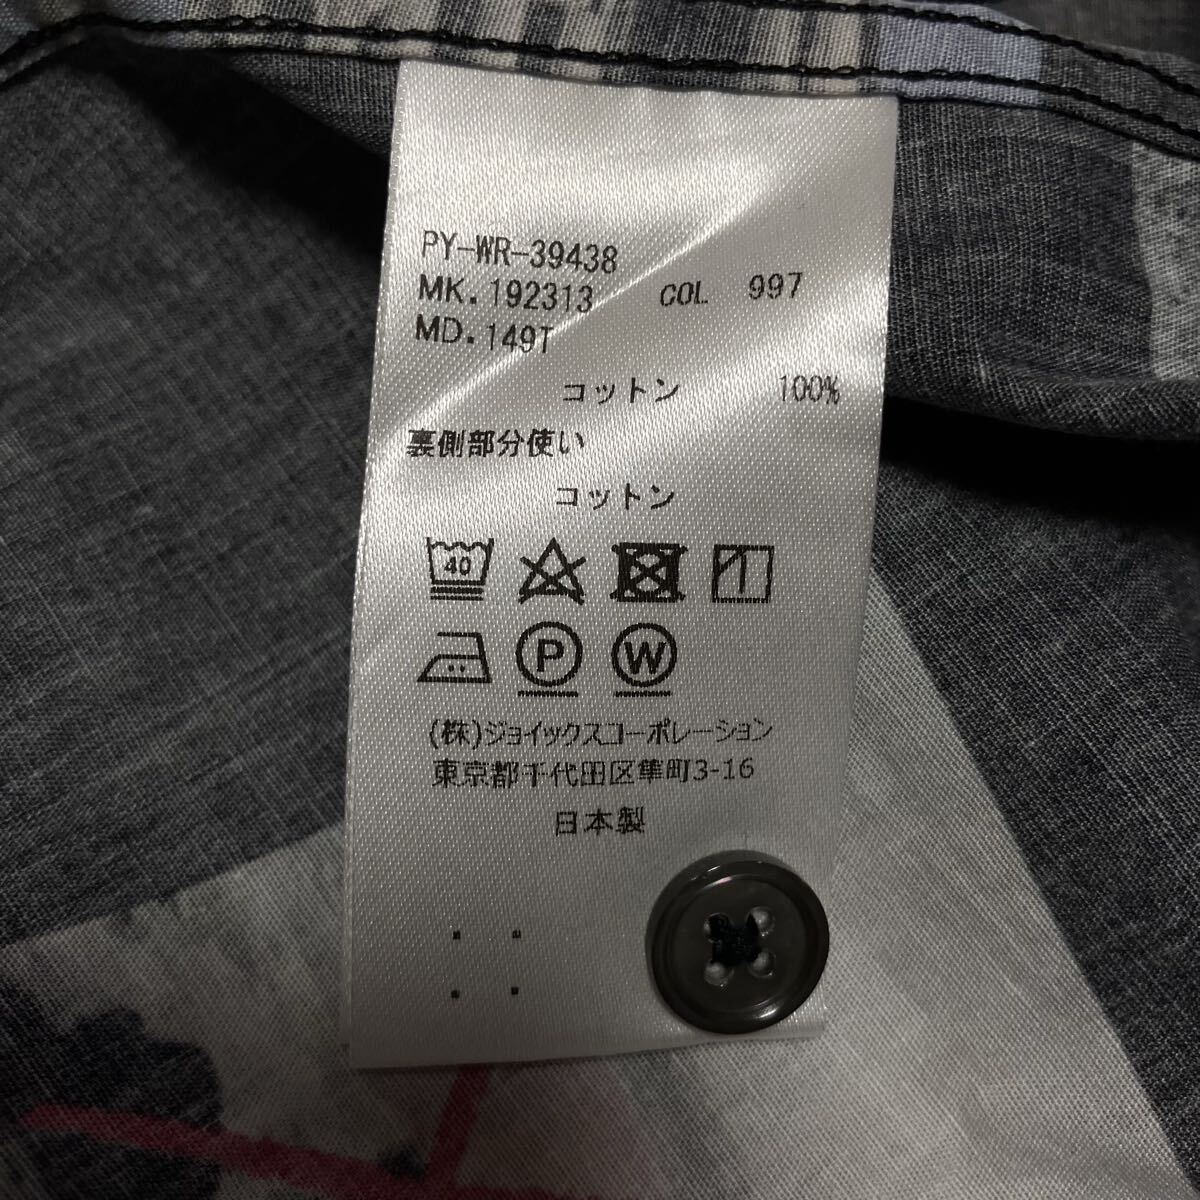 PY-WR-39438
MK.192313 COL 997
MD.149T
コットン 100%
裏側部分使い
コットン
40
P W
(株)ジョイックスコーポレーション
東京都千代田区隼町3-16
日本製